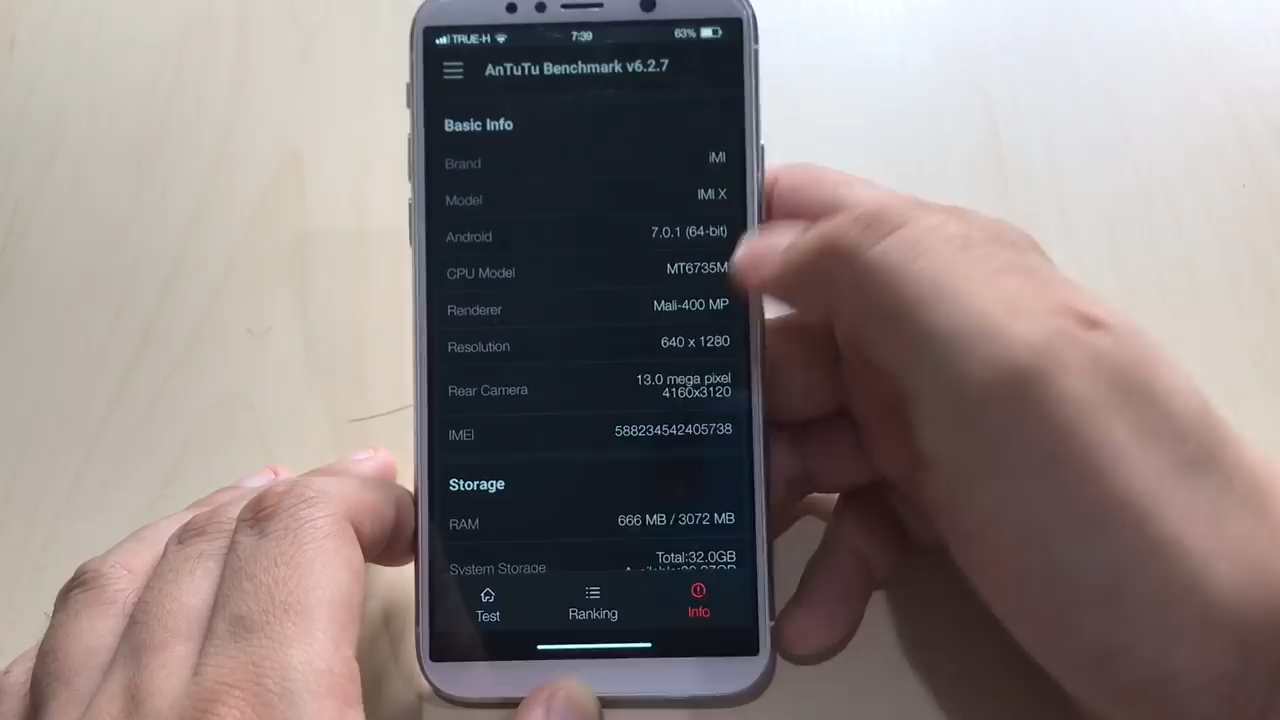 TRUE-H 7:39 63%
AnTuTu Benchmark v6.2.7
Basic Info
Brand iMI
Model IMI X
Android 7.0.1 (64-bit)
CPU Model MT6735M
Renderer Mali-400 MP
Resolution 640 x 1280
Rear Camera 13.0 mega pixel
4160x3120
IMEI 588234542405738
Storage
RAM 666 MB / 3072 MB
System Storage Total:32.0GB
Test Ranking Info